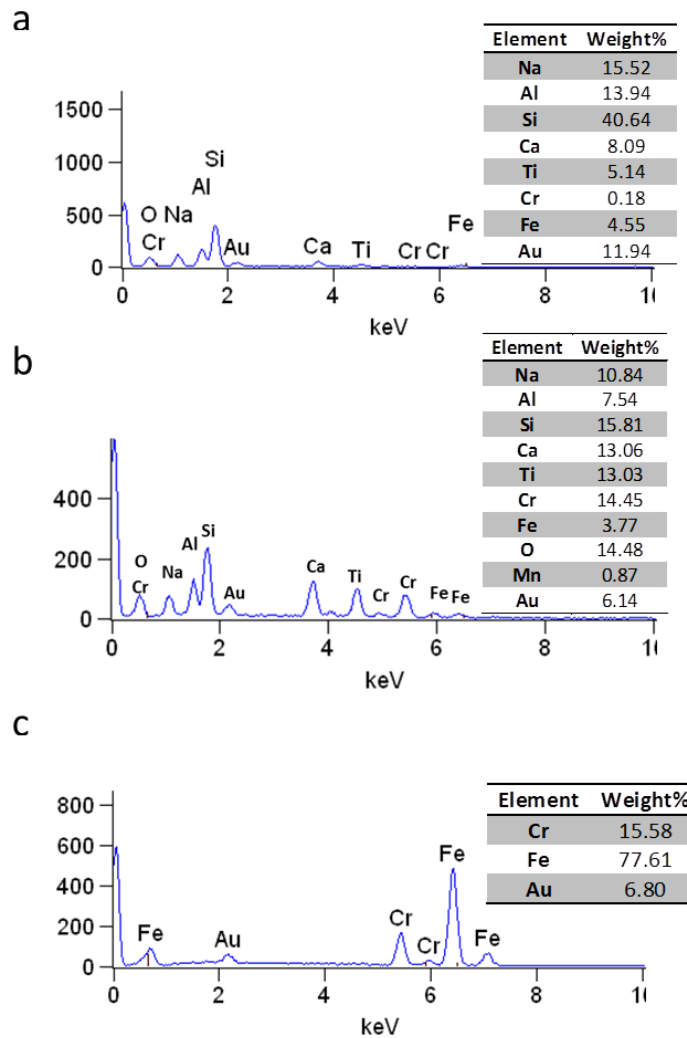 a
Element Weight%
Na 15.52
Al 13.94
Si 40.64
Ca 8.09
Ti 5.14
Cr 0.18
Fe 4.55
Au 11.94
1500
1000
500
0
Si
Al
O Na
Cr
Au
Ca
Ti
Cr Cr
Fe
0 2 4 6 8 10
keV
b
Element Weight%
Na 10.84
Al 7.54
Si 15.81
Ca 13.06
Ti 13.03
Cr 14.45
Fe 3.77
O 14.48
Mn 0.87
Au 6.14
400
200
0
O
Cr
Na
Al
Si
Au
Ca
Ti
Cr
Cr
Fe Fe
0 2 4 6 8 10
keV
c
Element Weight%
Cr 15.58
Fe 77.61
Au 6.80
800
600
400
200
0
Fe
Au
Cr
Cr
Fe
Fe
0 2 4 6 8 10
keV